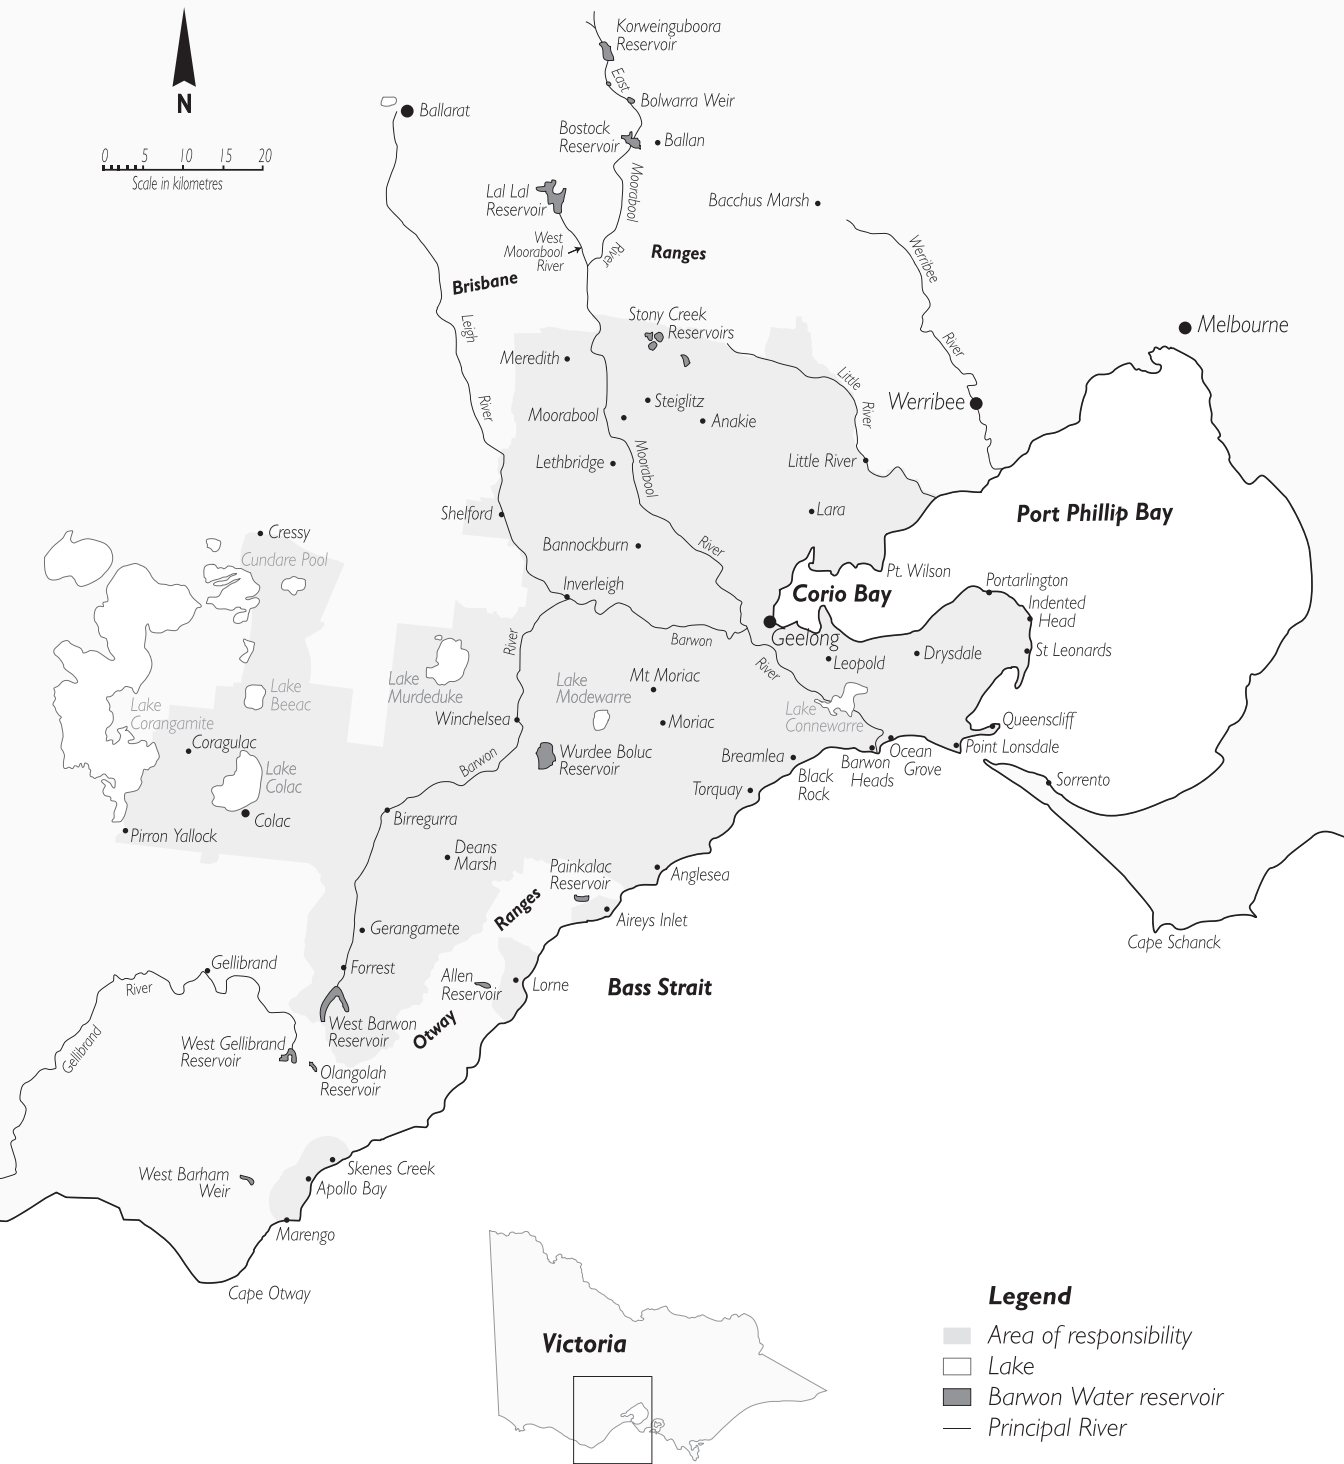 Korweinguboora
Reservoir
East
Bolwarra Weir
Ballarat
N
Bostock
Reservoir
Ballan
0 5 10 15 20
Scale in kilometres
Moorabool
River
Lal Lal
Reservoir
Bacchus Marsh
West
Moorabool
River
Ranges
Werribee
River
Brisbane
Leigh
River
Stony Creek
Reservoirs
Melbourne
Meredith
Little
River
Steiglitz
Werribee
Moorabool
Anakie
Moorabool
River
Lethbridge
Little River
Shelford
Lara
Port Phillip Bay
Cressy
Cundare Pool
Bannockburn
Pt. Wilson
Inverleigh
Corio Bay
Portarlington
Indented
Head
Geelong
River
Barwon
River
Leopold
Drysdale
St Leonards
Lake
Murdeduke
Lake
Modewarre
Mt Moriac
Lake
Beeac
Lake
Corangamite
Winchelsea
Moriac
Lake
Connewarre
Queenscliff
Coragulac
Barwon
Wurdee Boluc
Reservoir
Breamlea
Black
Rock
Barwon
Heads
Ocean
Grove
Point Lonsdale
Lake
Colac
Torquay
Sorrento
Colac
Birregurra
Pirron Yallock
Deans
Marsh
Painkalac
Reservoir
Anglesea
Ranges
Aireys Inlet
Gerangamete
Cape Schanck
Gellibrand
Forrest
Allen
Reservoir
Lorne
Bass Strait
River
Gellibrand
West Barwon
Reservoir
Otway
West Gellibrand
Reservoir
Olangolah
Reservoir
Skenes Creek
West Barham
Weir
Apollo Bay
Marengo
Cape Otway
Victoria
Legend
Area of responsibility
Lake
Barwon Water reservoir
Principal River